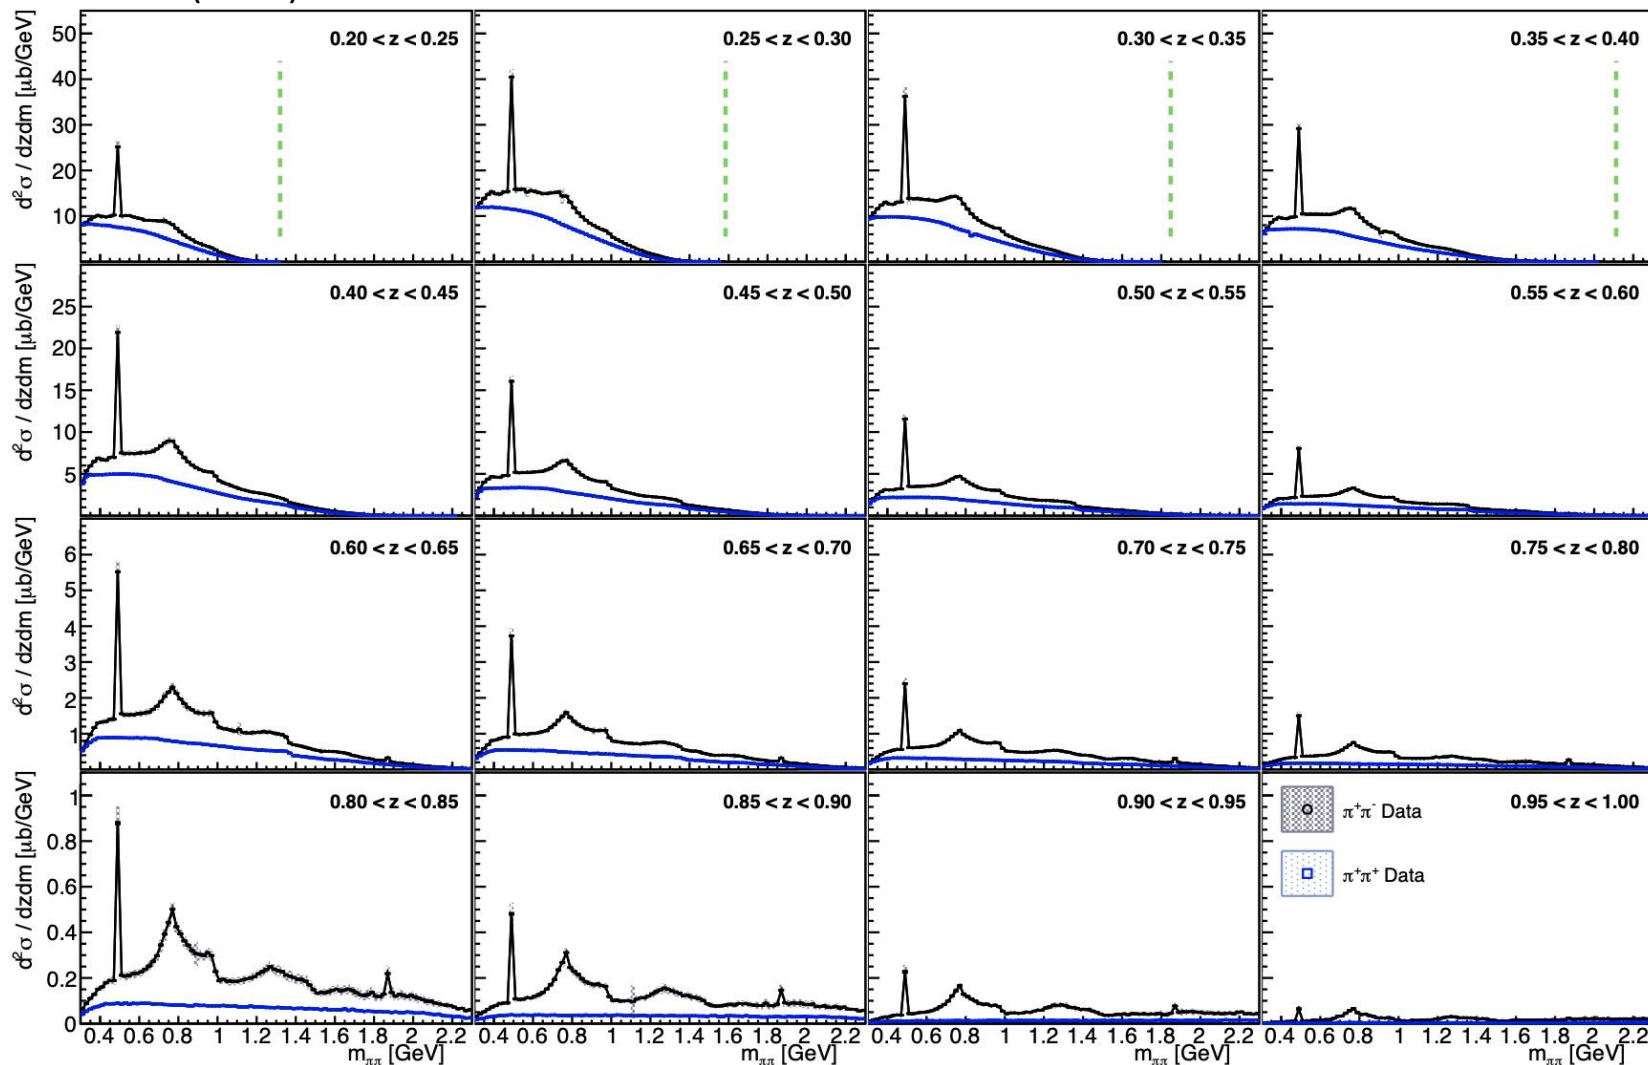 0.20 < z < 0.25
0.25 < z < 0.30
0.30 < z < 0.35
0.35 < z < 0.40
d²σ / dzdm [μb/GeV]
50
40
30
20
10
0.40 < z < 0.45
0.45 < z < 0.50
0.50 < z < 0.55
0.55 < z < 0.60
d²σ / dzdm [μb/GeV]
25
20
15
10
5
0.60 < z < 0.65
0.65 < z < 0.70
0.70 < z < 0.75
0.75 < z < 0.80
d²σ / dzdm [μb/GeV]
6
5
4
3
2
1
0.80 < z < 0.85
0.85 < z < 0.90
0.90 < z < 0.95
0.95 < z < 1.00
d²σ / dzdm [μb/GeV]
1
0.8
0.6
0.4
0.2
0
π⁺π⁻ Data
π⁺π⁺ Data
0.4 0.6 0.8 1 1.2 1.4 1.6 1.8 2 2.2
0.4 0.6 0.8 1 1.2 1.4 1.6 1.8 2 2.2
0.4 0.6 0.8 1 1.2 1.4 1.6 1.8 2 2.2
0.4 0.6 0.8 1 1.2 1.4 1.6 1.8 2 2.2
m_ππ [GeV]
m_ππ [GeV]
m_ππ [GeV]
m_ππ [GeV]